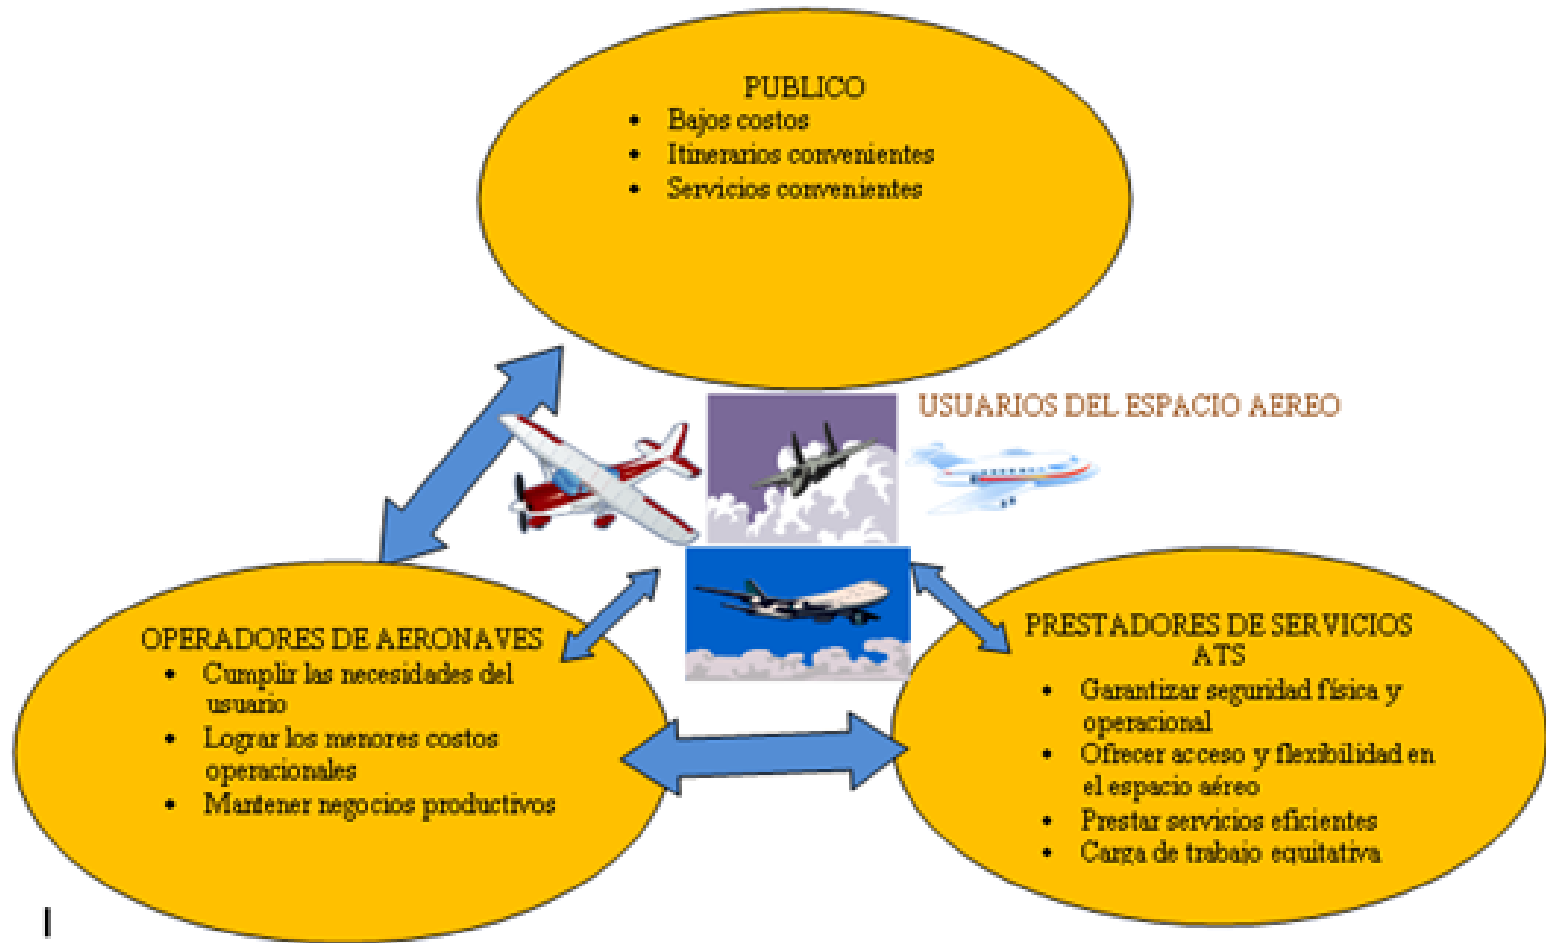 PUBLICO
• Bajos costos
• Itinerarios convenientes
• Servicios convenientes
USUARIOS DEL ESPACIO AEREO
OPERADORES DE AERONAVES
• Cumplir las necesidades del
usuario
• Lograr los menores costos
operacionales
• Mantener negocios productivos
PRESTADORES DE SERVICIOS
ATS
• Garantizar seguridad física y
operacional
• Ofrecer acceso y flexibilidad en
el espacio aéreo
• Prestar servicios eficientes
• Carga de trabajo equitativa